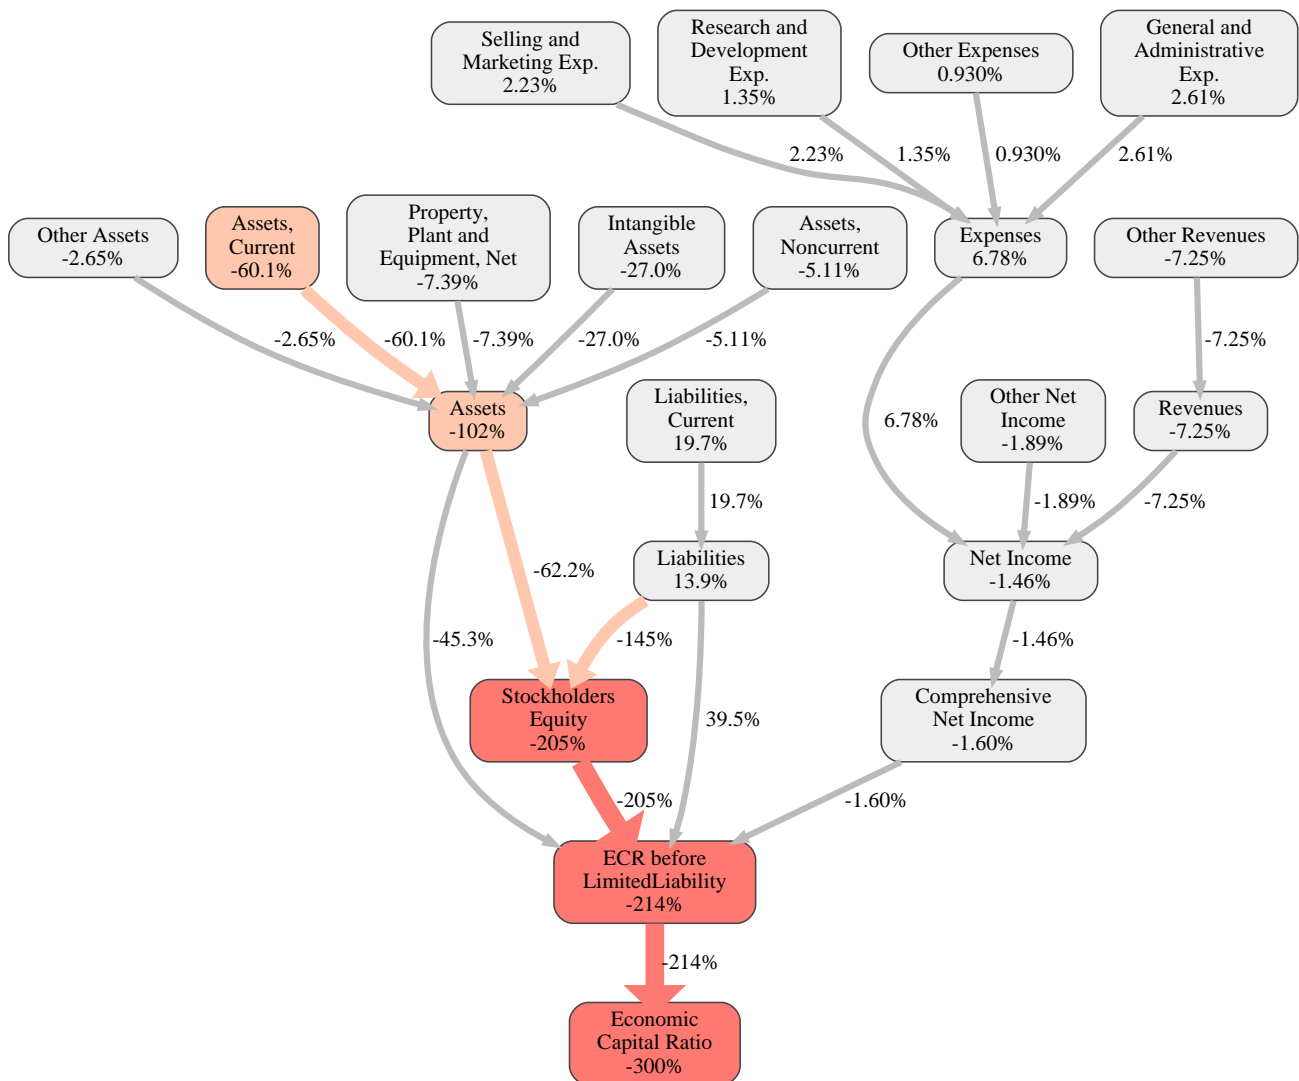 Selling and
Marketing Exp.
2.23%
Research and
Development
Exp.
1.35%
Other Expenses
0.930%
General and
Administrative
Exp.
2.61%
2.23%
1.35%
0.930%
2.61%
Other Assets
-2.65%
Assets,
Current
-60.1%
Property,
Plant and
Equipment, Net
-7.39%
Intangible
Assets
-27.0%
Assets,
Noncurrent
-5.11%
Expenses
6.78%
Other Revenues
-7.25%
-2.65%
-60.1%
-7.39%
-27.0%
-5.11%
-7.25%
Assets
-102%
Liabilities,
Current
19.7%
6.78%
Other Net
Income
-1.89%
Revenues
-7.25%
19.7%
-1.89%
-7.25%
-62.2%
Liabilities
13.9%
Net Income
-1.46%
-45.3%
-145%
-1.46%
Stockholders
Equity
-205%
39.5%
Comprehensive
Net Income
-1.60%
-205%
-1.60%
ECR before
LimitedLiability
-214%
-214%
Economic
Capital Ratio
-300%